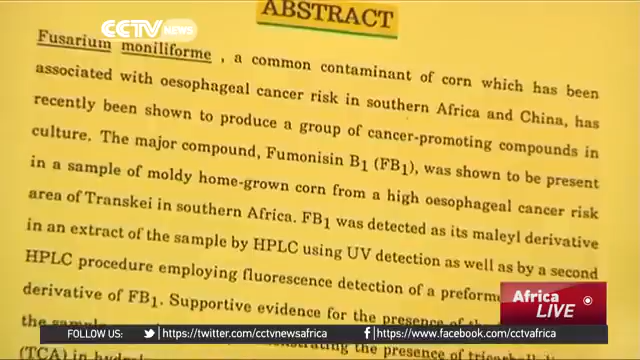 ABSTRACT
CCTV NEWS
Fusarium moniliforme , a common contaminant of corn which has been
associated with oesophageal cancer risk in southern Africa and China, has
recently been shown to produce a group of cancer-promoting compounds in
culture. The major compound, Fumonisin B1 (FB1), was shown to be present
in a sample of moldy home-grown corn from a high oesophageal cancer risk
area of Transkei in southern Africa. FB1 was detected as its maleyl derivative
in an extract of the sample by HPLC using UV detection as well as by a second
HPLC procedure employing fluorescence detection of a
derivative of FB1. Supportive evidence for the presence of
the presence of
(TCA) in
Africa
LIVE
FOLLOW US: https://twitter.com/cctvnewsafrica https://www.facebook.com/cctvafrica